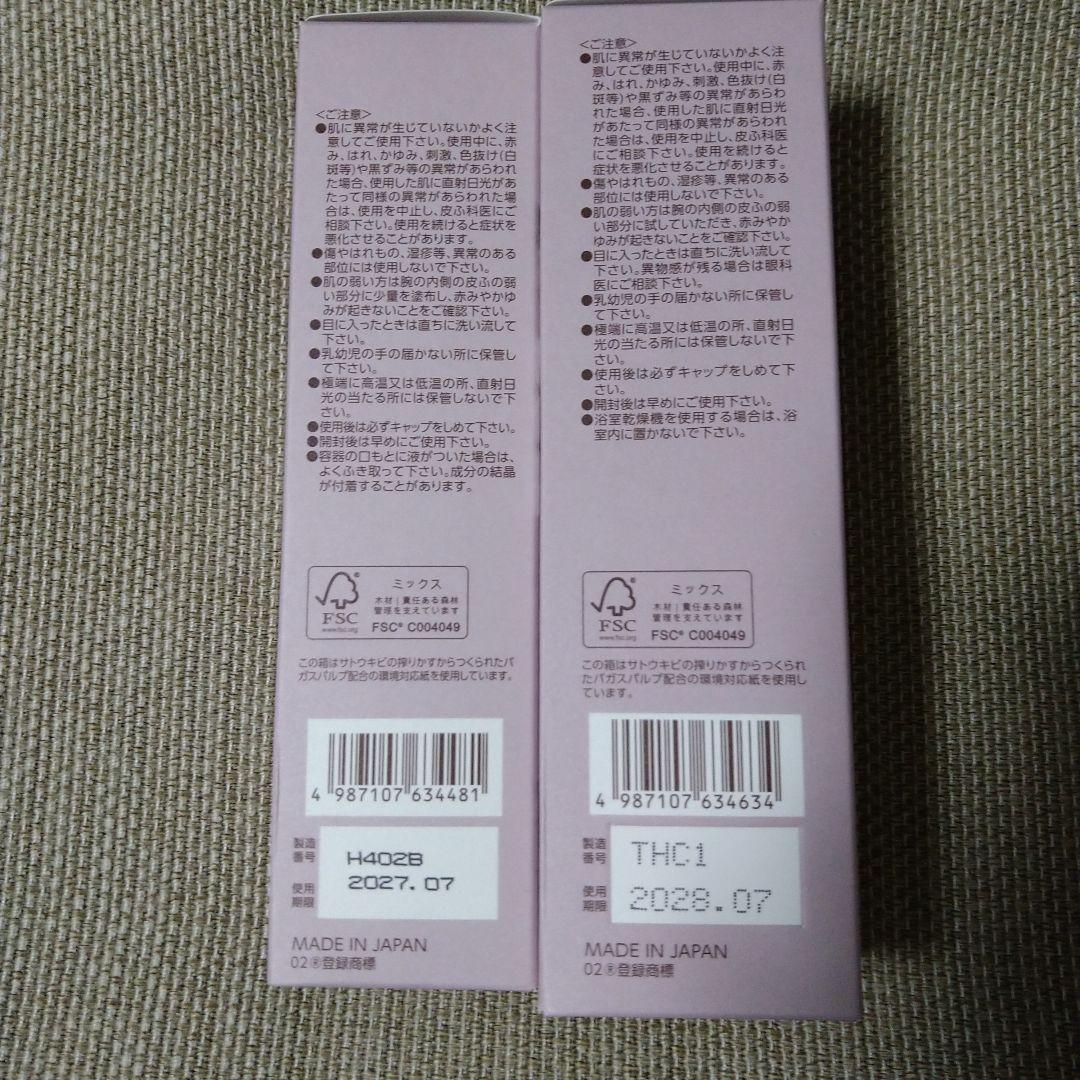 <ご注意>
●肌に異常が生じていないかよく注
意してご使用下さい。使用中に、赤
み、はれ、かゆみ、刺激、色抜け(白
斑等)や黒ずみ等の異常があらわれ
た場合、使用した肌に直射日光があ
たって同様の異常があらわれた場
合は、使用を中止し、皮ふ科医にご
相談下さい。使用を続けると症状を
悪化させることがあります。
●傷やはれもの、湿疹等、異常のある
部位には使用しないで下さい。
●肌の弱い方は腕の内側の皮ふの弱
い部分に少量を塗布し、赤みやかゆ
みが起きないことをご確認下さい。
●目に入ったときは直ちに洗い流して
下さい。
●乳幼児の手の届かない所に保管し
て下さい。
●極端に高温又は低温の所、直射日
光の当たる所には保管しないで下
さい。
●使用後は必ずキャップをしめて下さい。
●開封後は早めにご使用下さい。
●容器の口もとに液がついた場合は、
よくふき取って下さい。成分の結晶
が付着することがあります。
FSC®
www.fsc.org
ミックス
木材|責任ある森林
管理を支えています
FSC® C004049
この箱はサトウキビの搾りかすからつくられたバ
ガスパルプ配合の環境対応紙を使用しています。
4 987107 634481
製造
番号
H402B
使用
期限
2027.07
MADE IN JAPAN
02®登録商標
<ご注意>
●肌に異常が生じていないかよく注
意してご使用下さい。使用中に、赤
み、はれ、かゆみ、刺激、色抜け(白
斑等)や黒ずみ等の異常があらわ
れた場合、使用した肌に直射日光
があたって同様の異常があらわれ
た場合は、使用を中止し、皮ふ科医
にご相談下さい。使用を続けると
症状を悪化させることがあります。
●傷やはれもの、湿疹等、異常のある
部位には使用しないで下さい。
●肌の弱い方は腕の内側の皮ふの弱
い部分に試していただき、赤みやか
ゆみが起きないことをご確認下さい。
●目に入ったときは直ちに洗い流して
下さい。異物感が残る場合は眼科
医にご相談下さい。
●乳幼児の手の届かない所に保管し
て下さい。
●極端に高温又は低温の所、直射日
光の当たる所には保管しないで下
さい。
●使用後は必ずキャップをしめて下
さい。
●開封後は早めにご使用下さい。
●浴室乾燥機を使用する場合は、浴
室内に置かないで下さい。
FSC®
www.fsc.org
ミックス
木材|責任ある森林
管理を支えています
FSC® C004049
この箱はサトウキビの搾りかすからつくられ
たバガスパルプ配合の環境対応紙を使用し
ています。
4 987107 634634
製造
番号
THC1
使用
期限
2028.07
MADE IN JAPAN
02®登録商標